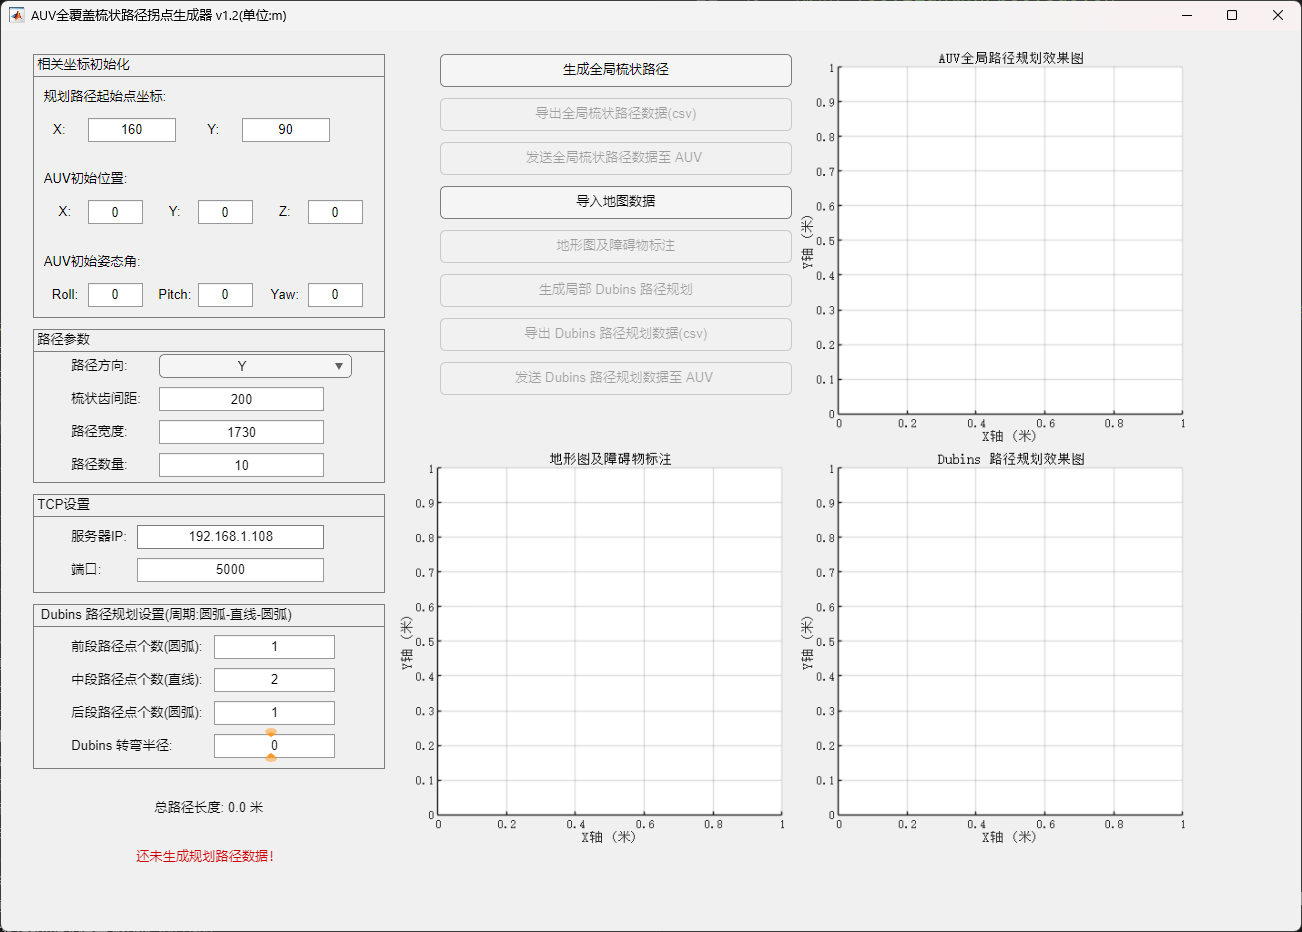 AUV全覆盖梳状路径拐点生成器 v1.2(单位:m)
相关坐标初始化
规划路径起始点坐标:
X: 160 Y: 90
AUV初始位置:
X: 0 Y: 0 Z: 0
AUV初始姿态角:
Roll: 0 Pitch: 0 Yaw: 0
路径参数
路径方向: Y
梳状齿间距: 200
路径宽度: 1730
路径数量: 10
TCP设置
服务器IP: 192.168.1.108
端口: 5000
Dubins 路径规划设置(周期:圆弧-直线-圆弧)
前段路径点个数(圆弧): 1
中段路径点个数(直线): 2
后段路径点个数(圆弧): 1
Dubins 转弯半径: 0
总路径长度: 0.0 米
还未生成规划路径数据!
生成全局梳状路径
导出全局梳状路径数据(csv)
发送全局梳状路径数据至 AUV
导入地图数据
地形图及障碍物标注
生成局部 Dubins 路径规划
导出 Dubins 路径规划数据(csv)
发送 Dubins 路径规划数据至 AUV
AUV全局路径规划效果图
1
0.9
0.8
0.7
0.6
0.5
0.4
0.3
0.2
0.1
0
Y轴 (米)
0 0.2 0.4 0.6 0.8 1
X轴 (米)
地形图及障碍物标注
1
0.9
0.8
0.7
0.6
0.5
0.4
0.3
0.2
0.1
0
Y轴 (米)
0 0.2 0.4 0.6 0.8 1
X轴 (米)
Dubins 路径规划效果图
1
0.9
0.8
0.7
0.6
0.5
0.4
0.3
0.2
0.1
0
Y轴 (米)
0 0.2 0.4 0.6 0.8 1
X轴 (米)